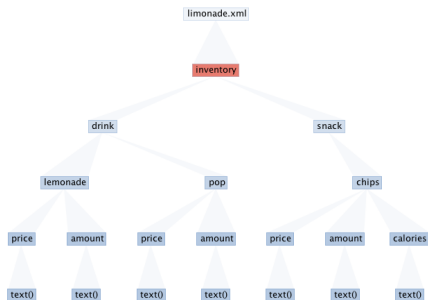 limonade.xml
inventory
drink snack
lemonade pop chips
price amount price amount price amount calories
text() text() text() text() text() text() text()